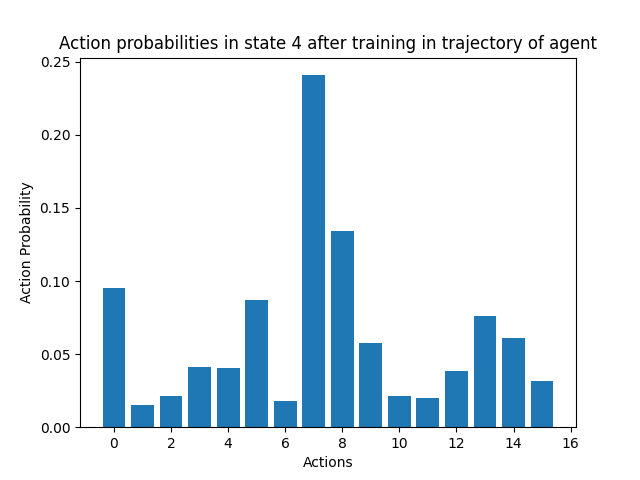 Action probabilities in state 4 after training in trajectory of agent
0.25
0.20
0.15
0.10
0.05
0.00
Action Probability
0 2 4 6 8 10 12 14 16
Actions